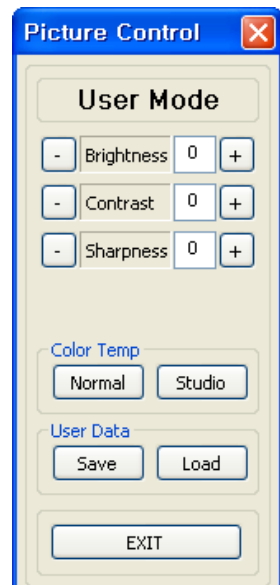 Picture Control
User Mode
- Brightness 0 +
- Contrast 0 +
- Sharpness 0 +
Color Temp
Normal Studio
User Data
Save Load
EXIT